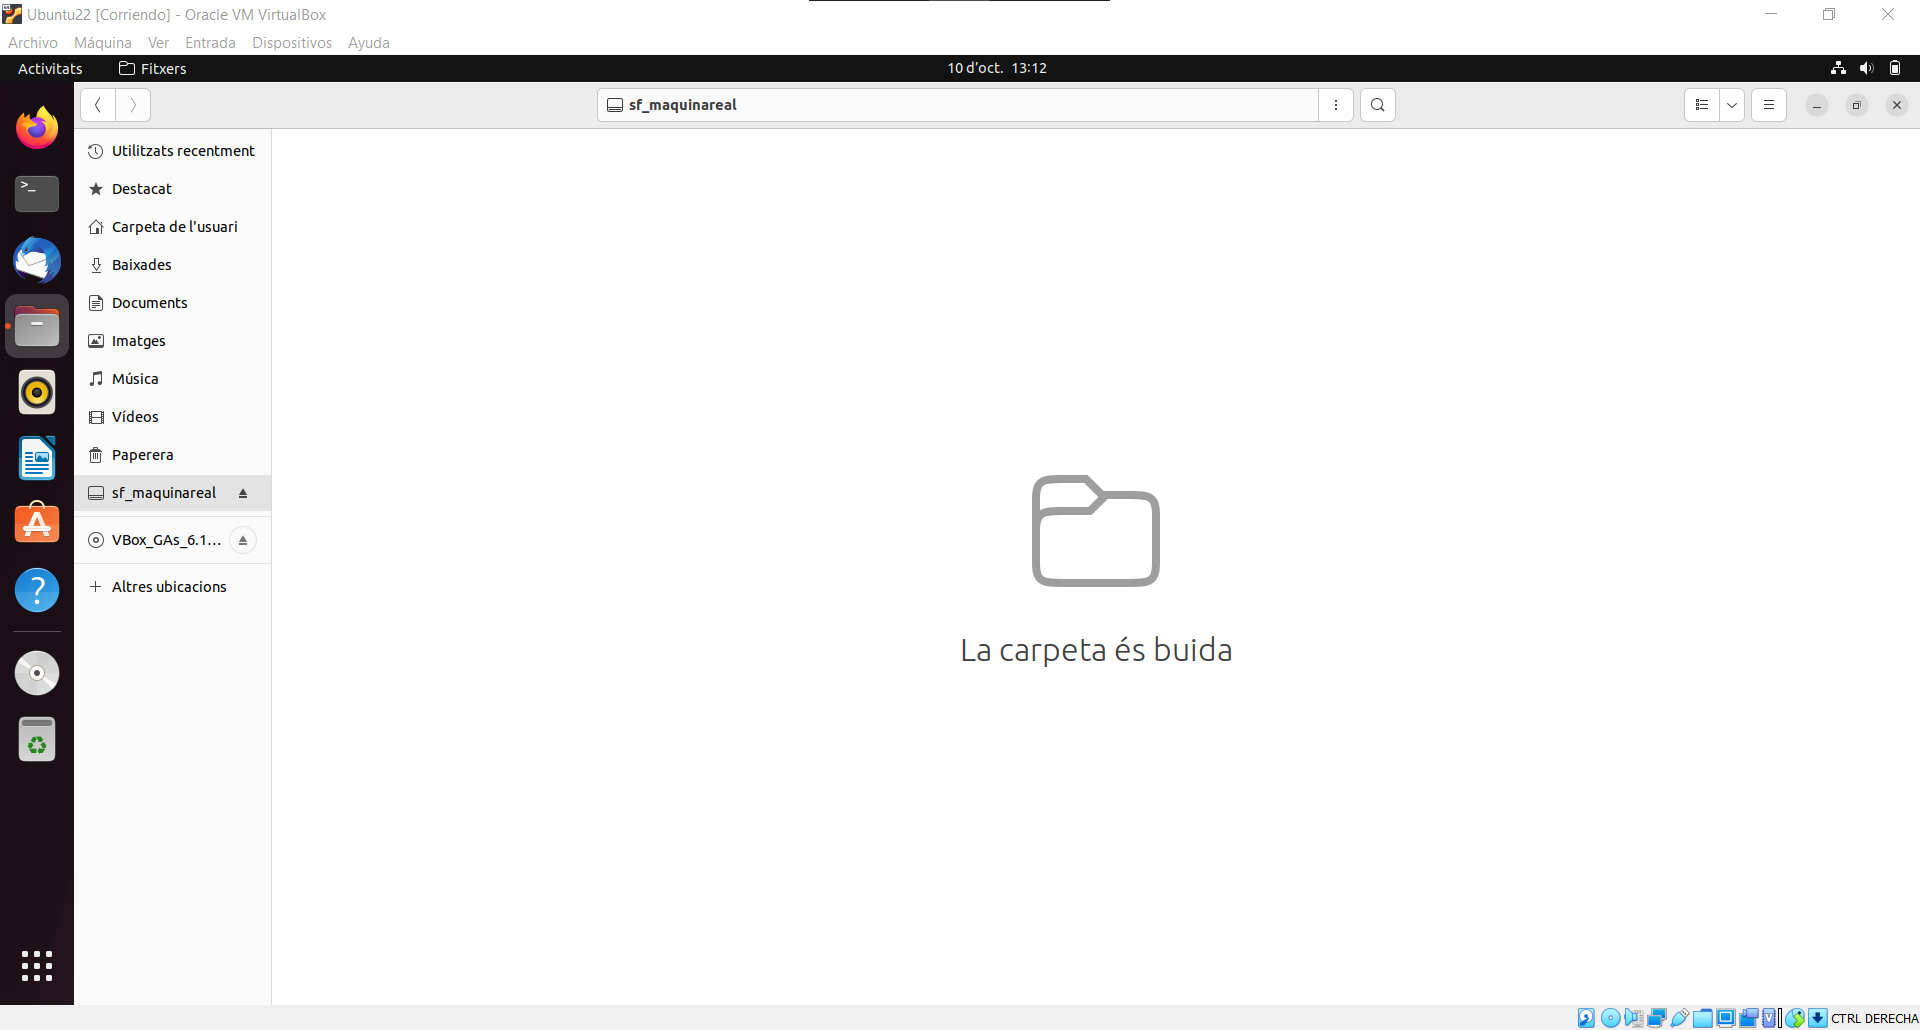 Ubuntu22 [Corriendo] - Oracle VM VirtualBox
Archivo Máquina Ver Entrada Dispositivos Ayuda
Activitats Fitxers 10 d'oct. 13:12
sf_maquinareal
Utilitzats recentment
Destacat
Carpeta de l'usuari
Baixades
Documents
Imatges
Música
Vídeos
Paperera
sf_maquinareal
VBox_GAs_6.1...
Altres ubicacions
La carpeta és buida
CTRL DERECHA